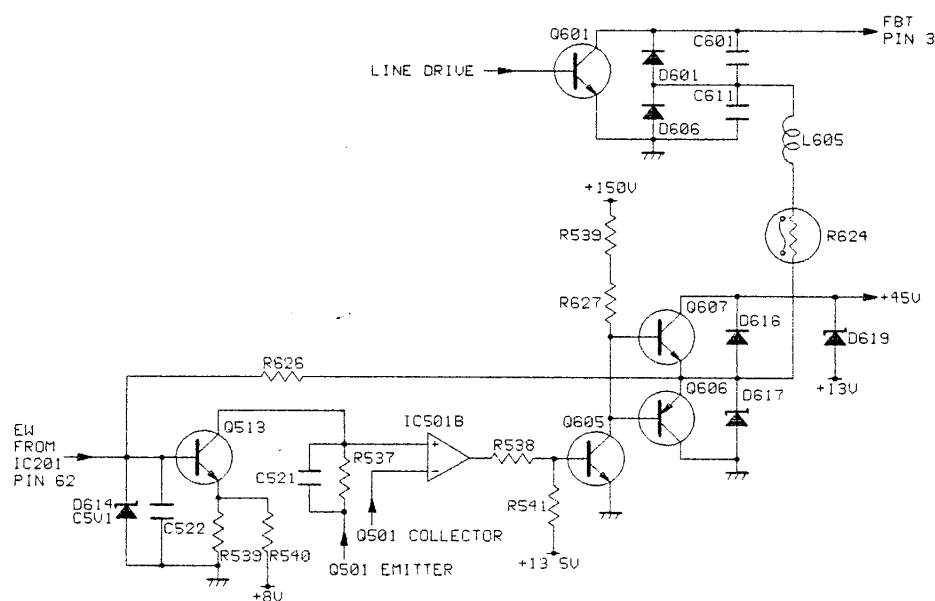 Q601
C601
FBT
PIN 3
LINE DRIVE
D601
C611
D606
L605
+150V
R539
R624
R627
Q607
+45V
D616
D619
R626
Q606
+13V
D617
EW
FROM
IC201
PIN 62
Q513
IC501B
Q605
R538
R537
C521
D614
C5V1
C522
R541
R539
R540
Q501 COLLECTOR
Q501 EMITTER
+13 5V
+8V